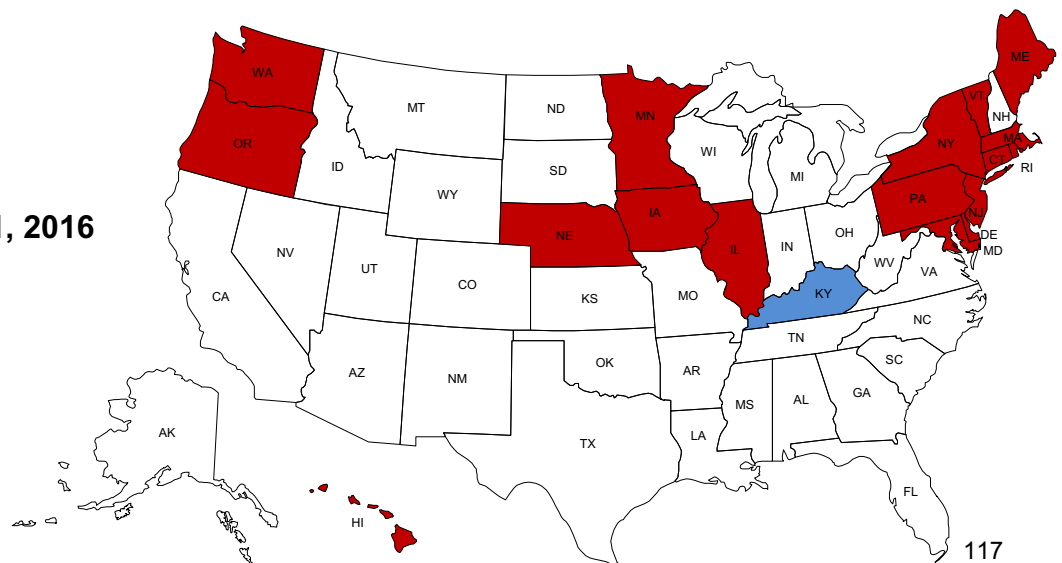 ME
WA
VT
MT
ND
MN
NH
OR
MA
NY
WI
CT
ID
SD
RI
MI
WY
PA
NJ
1, 2016
IA
NE
OH
DE
IL
IN
MD
NV
UT
WV
VA
CO
CA
KS
MO
KY
NC
TN
OK
SC
AZ
NM
AR
GA
MS
AL
AK
LA
TX
FL
HI
117